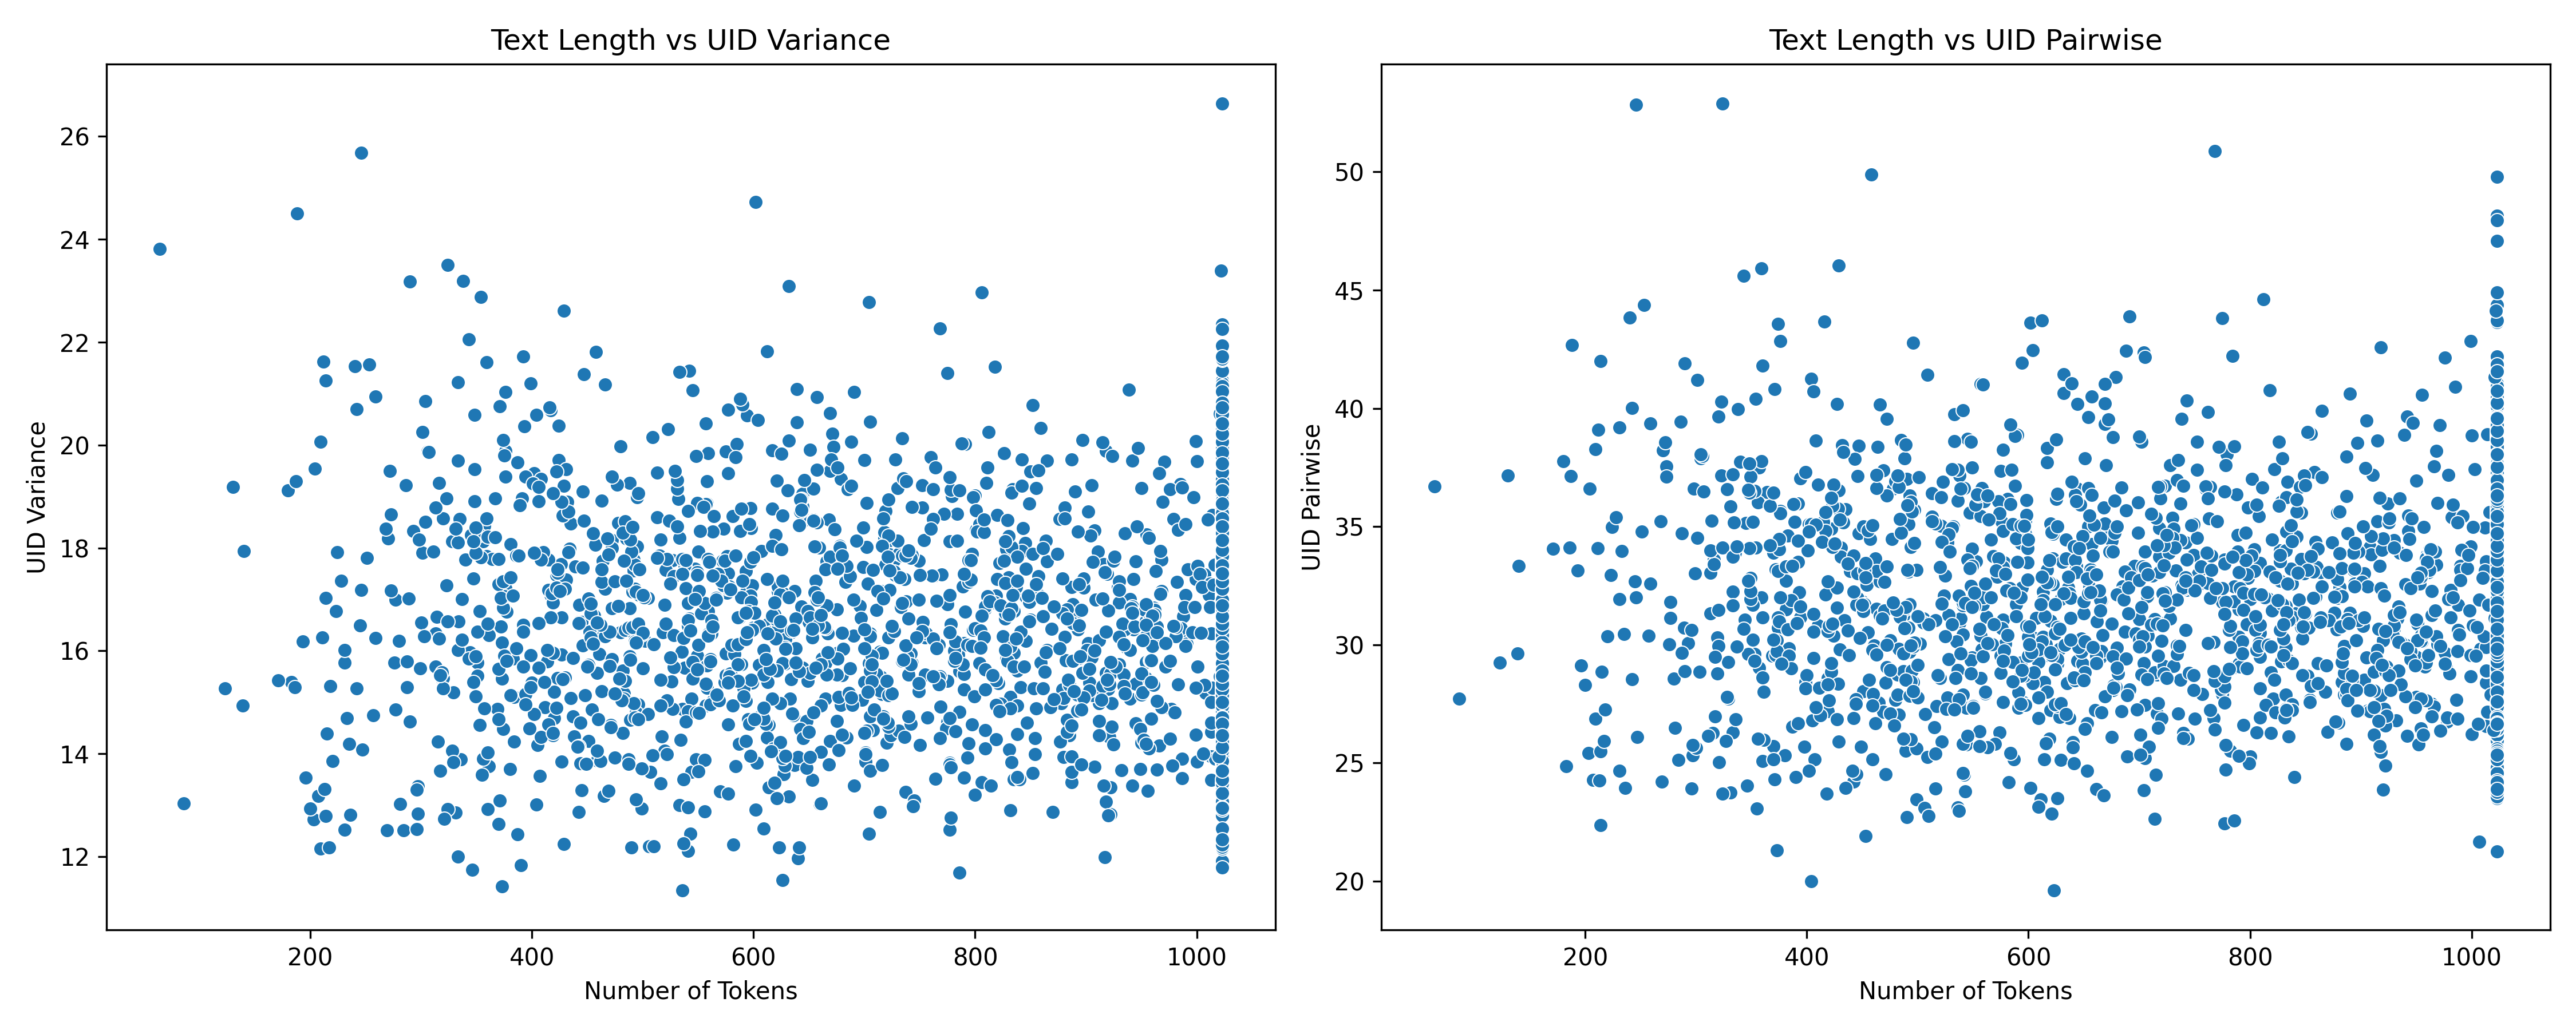 Text Length vs UID Variance
26
24
22
20
18
16
14
12
UID Variance
200 400 600 800 1000
Number of Tokens
Text Length vs UID Pairwise
50
45
40
35
30
25
20
UID Pairwise
200 400 600 800 1000
Number of Tokens